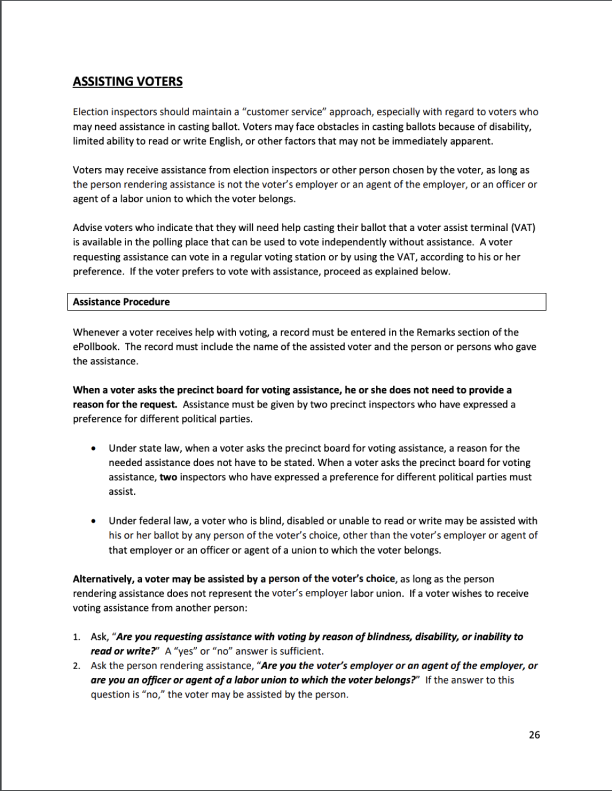 ASSISTING VOTERS
Election inspectors should maintain a “customer service” approach, especially with regard to voters who
may need assistance in casting ballot. Voters may face obstacles in casting ballots because of disability,
limited ability to read or write English, or other factors that may not be immediately apparent.
Voters may receive assistance from election inspectors or other person chosen by the voter, as long as
the person rendering assistance is not the voter’s employer or an agent of the employer, or an officer or
agent of a labor union to which the voter belongs.
Advise voters who indicate that they will need help casting their ballot that a voter assist terminal (VAT)
is available in the polling place that can be used to vote independently without assistance. A voter
requesting assistance can vote in a regular voting station or by using the VAT, according to his or her
preference. If the voter prefers to vote with assistance, proceed as explained below.
Assistance Procedure
Whenever a voter receives help with voting, a record must be entered in the Remarks section of the
ePollbook. The record must include the name of the assisted voter and the person or persons who gave
the assistance.
When a voter asks the precinct board for voting assistance, he or she does not need to provide a
reason for the request. Assistance must be given by two precinct inspectors who have expressed a
preference for different political parties.
• Under state law, when a voter asks the precinct board for voting assistance, a reason for the
needed assistance does not have to be stated. When a voter asks the precinct board for voting
assistance, two inspectors who have expressed a preference for different political parties must
assist.
• Under federal law, a voter who is blind, disabled or unable to read or write may be assisted with
his or her ballot by any person of the voter’s choice, other than the voter’s employer or agent of
that employer or an officer or agent of a union to which the voter belongs.
Alternatively, a voter may be assisted by a person of the voter’s choice, as long as the person
rendering assistance does not represent the voter’s employer labor union. If a voter wishes to receive
voting assistance from another person:
1. Ask, “Are you requesting assistance with voting by reason of blindness, disability, or inability to
read or write?” A “yes” or “no” answer is sufficient.
2. Ask the person rendering assistance, “Are you the voter’s employer or an agent of the employer, or
are you an officer or agent of a labor union to which the voter belongs?” If the answer to this
question is “no,” the voter may be assisted by the person.
26